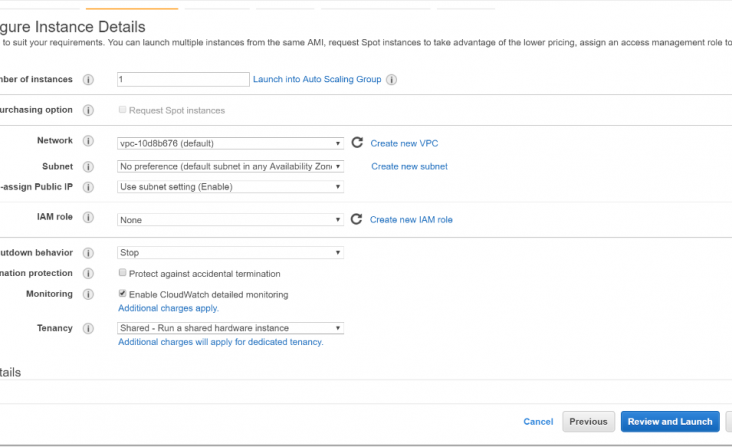 gure Instance Details
to suit your requirements. You can launch multiple instances from the same AMI, request Spot instances to take advantage of the lower pricing, assign an access management role to
ber of instances i 1 Launch into Auto Scaling Group i
urchasing option i Request Spot instances
Network i vpc-10d8b676 (default) Create new VPC
Subnet i No preference (default subnet in any Availability Zon Create new subnet
-assign Public IP i Use subnet setting (Enable)
IAM role i None Create new IAM role
utdown behavior i Stop
nation protection i Protect against accidental termination
Monitoring i Enable CloudWatch detailed monitoring
Additional charges apply.
Tenancy i Shared - Run a shared hardware instance
Additional charges will apply for dedicated tenancy.
tails
Cancel Previous Review and Launch